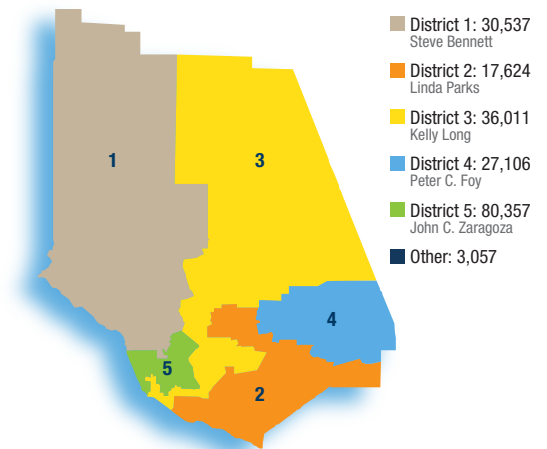 District 1: 30,537
Steve Bennett
District 2: 17,624
Linda Parks
District 3: 36,011
Kelly Long
District 4: 27,106
Peter C. Foy
District 5: 80,357
John C. Zaragoza
Other: 3,057
1
3
4
5
2